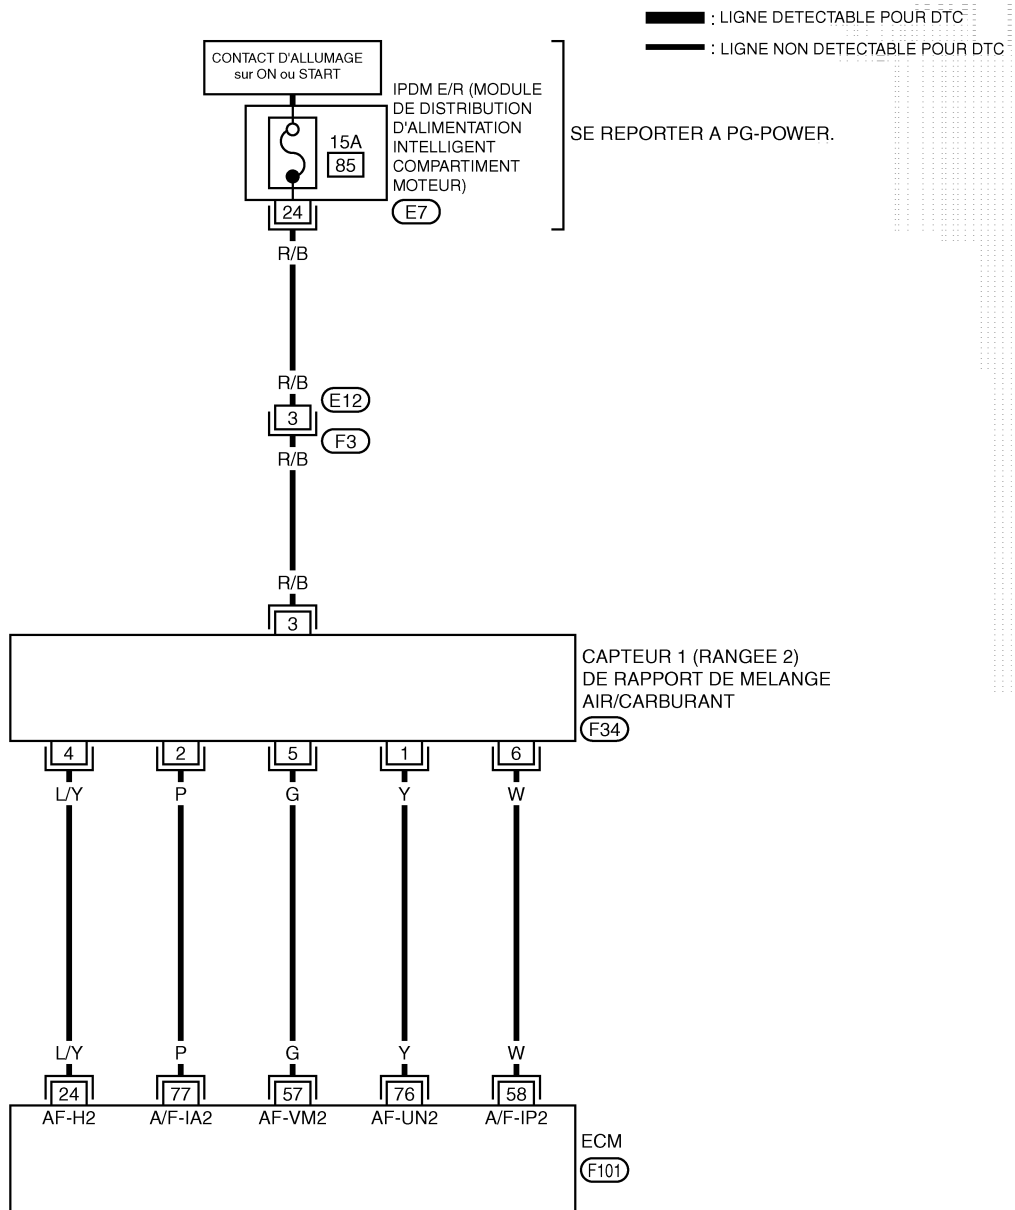 : LIGNE DETECTABLE POUR DTC
: LIGNE NON DETECTABLE POUR DTC
CONTACT D'ALLUMAGE
sur ON ou START
IPDM E/R (MODULE
DE DISTRIBUTION
D'ALIMENTATION
INTELLIGENT
COMPARTIMENT
MOTEUR)
E7
SE REPORTER A PG-POWER.
15A
85
24
R/B
R/B
E12
3
F3
R/B
R/B
3
CAPTEUR 1 (RANGEE 2)
DE RAPPORT DE MELANGE
AIR/CARBURANT
F34
4 2 5 1 6
L/Y P G Y W
L/Y P G Y W
24 77 57 76 58
AF-H2 A/F-IA2 AF-VM2 AF-UN2 A/F-IP2
ECM
F101